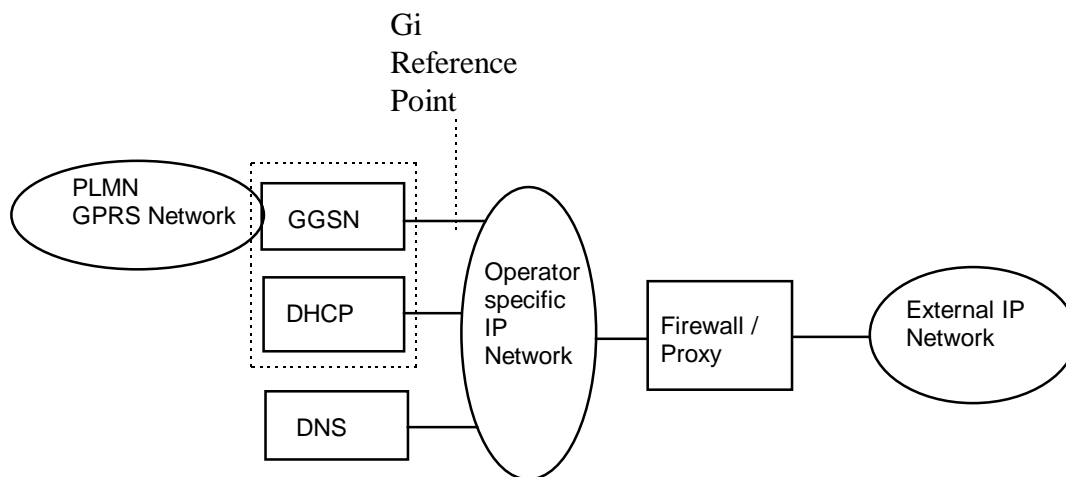 Gi
Reference
Point
PLMN
GPRS Network
GGSN
DHCP
DNS
Operator
specific
IP
Network
Firewall /
Proxy
External IP
Network